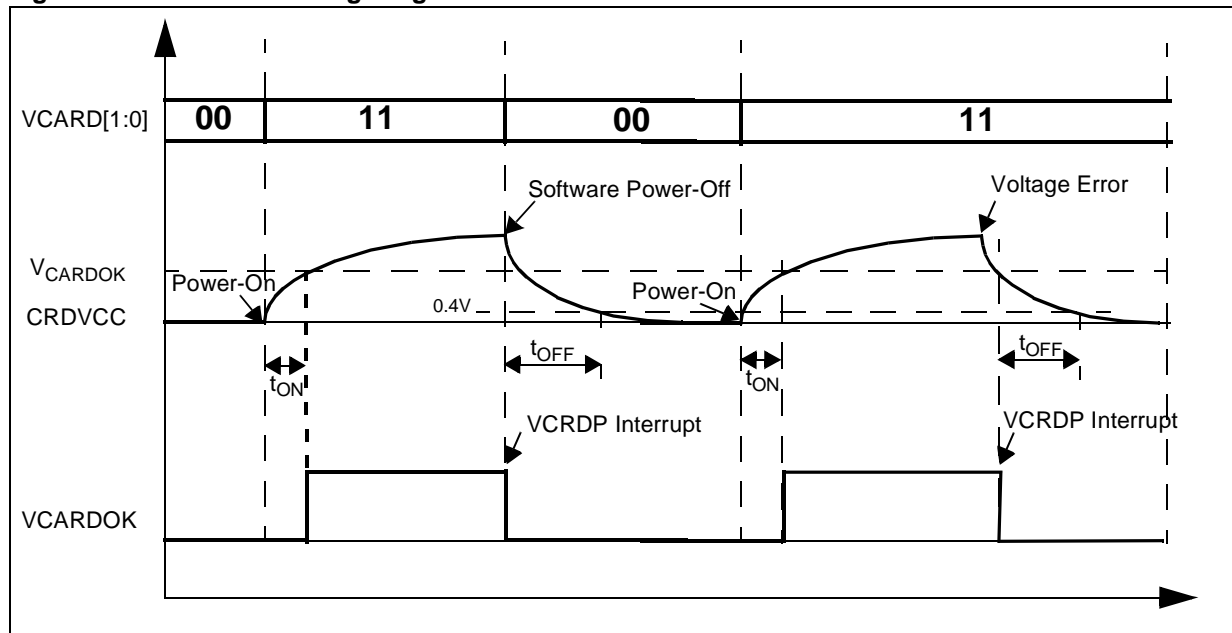 VCARD[1:0] 00 11 00 11
Software Power-Off
Voltage Error
VCARDOK
Power-On
Power-On
0.4V
CRDVCC
tON
tOFF
tON
tOFF
VCRDP Interrupt
VCRDP Interrupt
VCARDOK